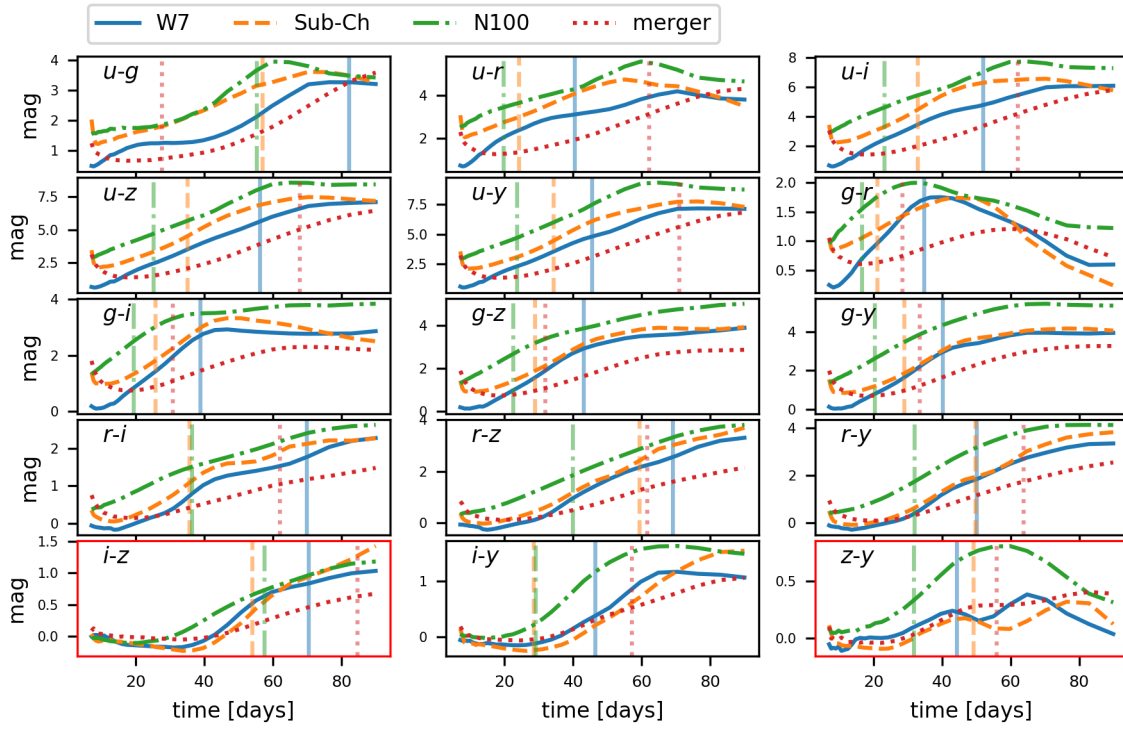 W7 Sub-Ch N100 merger
u-g u-r u-i
4 3 2 1
4 2
8 6 4 2
mag
u-z u-y g-r
7.5 5.0 2.5
7.5 5.0 2.5
2.0 1.5 1.0 0.5
mag
g-i g-z g-y
4 2 0
4 2 0
4 2 0
mag
r-i r-z r-y
2 1 0
4 2 0
4 2 0
mag
i-z i-y z-y
1.5 1.0 0.5 0.0
1 0
0.5 0.0
mag
20 40 60 80 20 40 60 80 20 40 60 80
time [days] time [days] time [days]